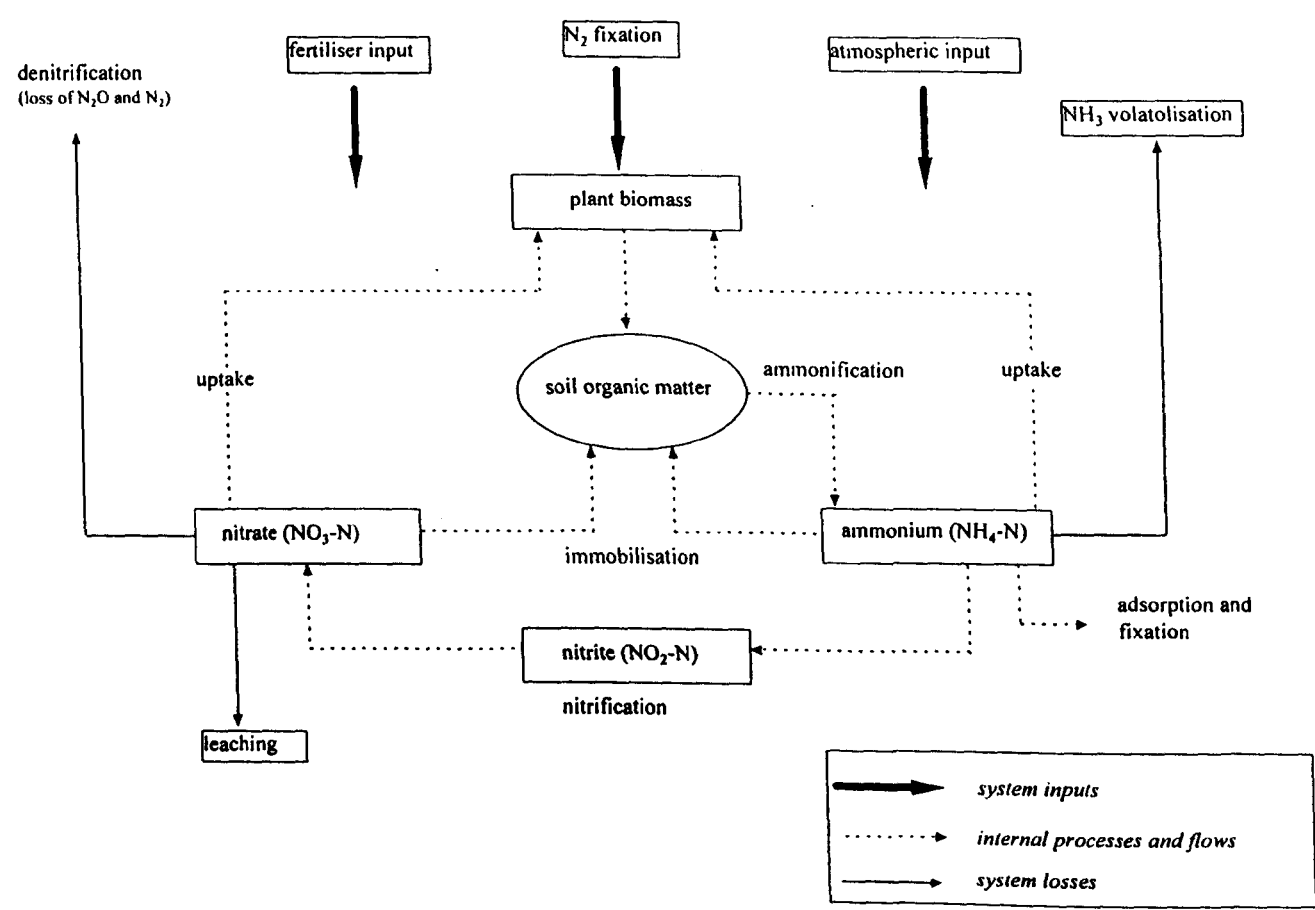 N₂ fixation
fertiliser input
atmospheric input
denitrification
(loss of N₂O and N₂)
NH₃ volatolisation
plant biomass
uptake
soil organic matter
ammonification
uptake
nitrate (NO₃-N)
ammonium (NH₄-N)
immobilisation
adsorption and
fixation
nitrite (NO₂-N)
nitrification
leaching
system inputs
internal processes and flows
system losses